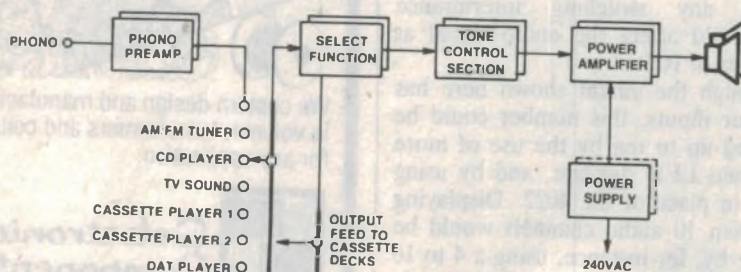 PHONO
PHONO
PREAMP.
SELECT
FUNCTION
TONE
CONTROL
SECTION
POWER
AMPLIFIER
AM/FM TUNER
CD PLAYER
TV SOUND
CASSETTE PLAYER 1
CASSETTE PLAYER 2
DAT PLAYER
OUTPUT
FEED TO
CASSETTE
DECKS
POWER
SUPPLY
240VAC